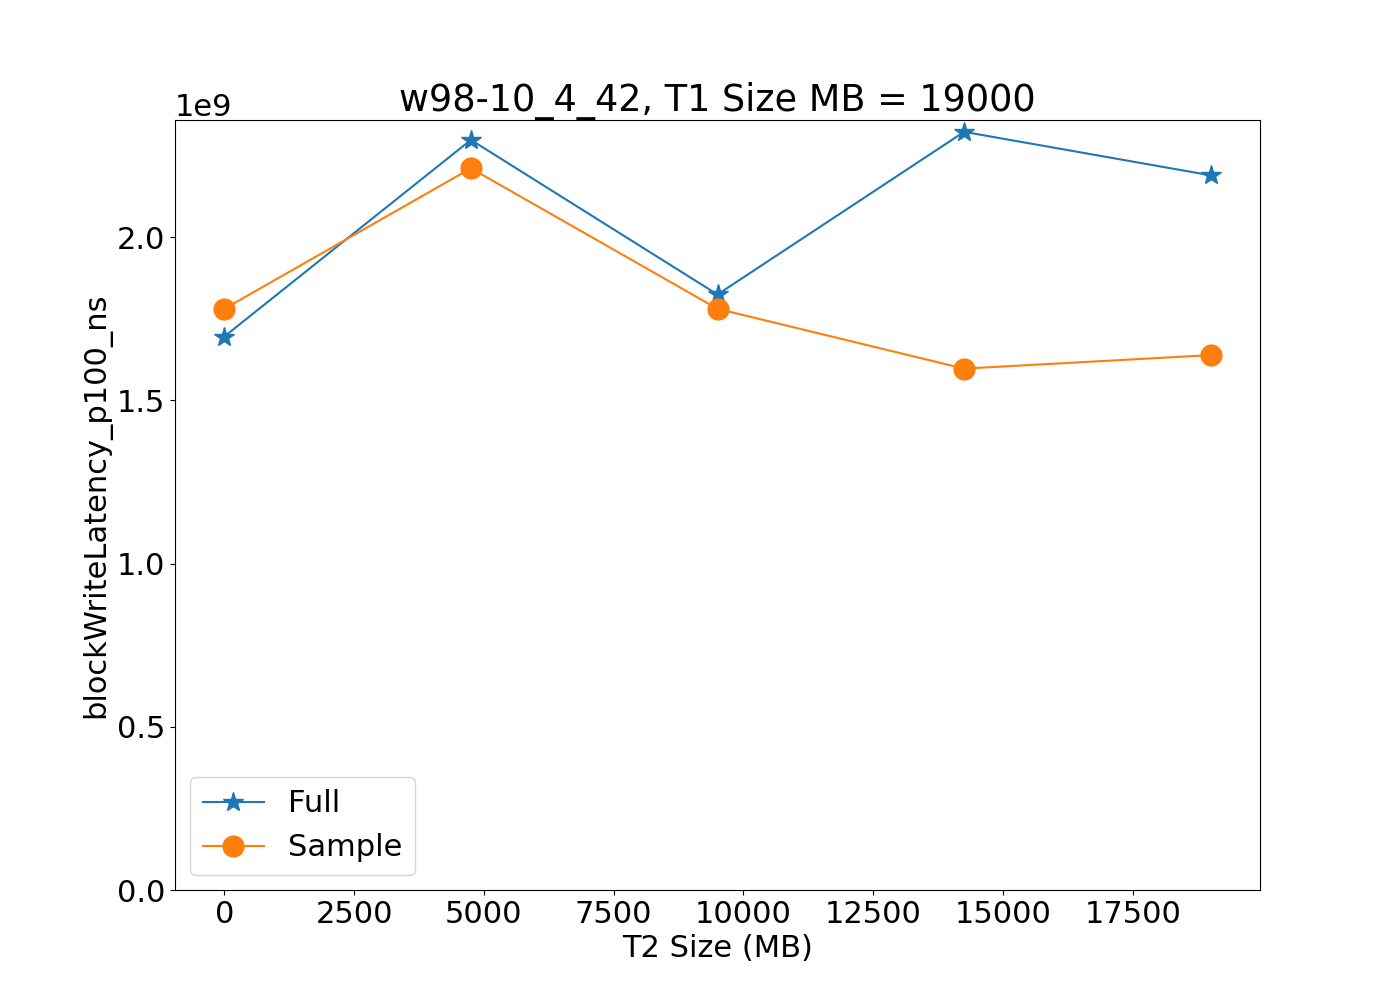 w98-10_4_42, T1 Size MB = 19000
1e9
2.0
1.5
1.0
0.5
0.0
blockWriteLatency_p100_ns
Full
Sample
0 2500 5000 7500 10000 12500 15000 17500
T2 Size (MB)